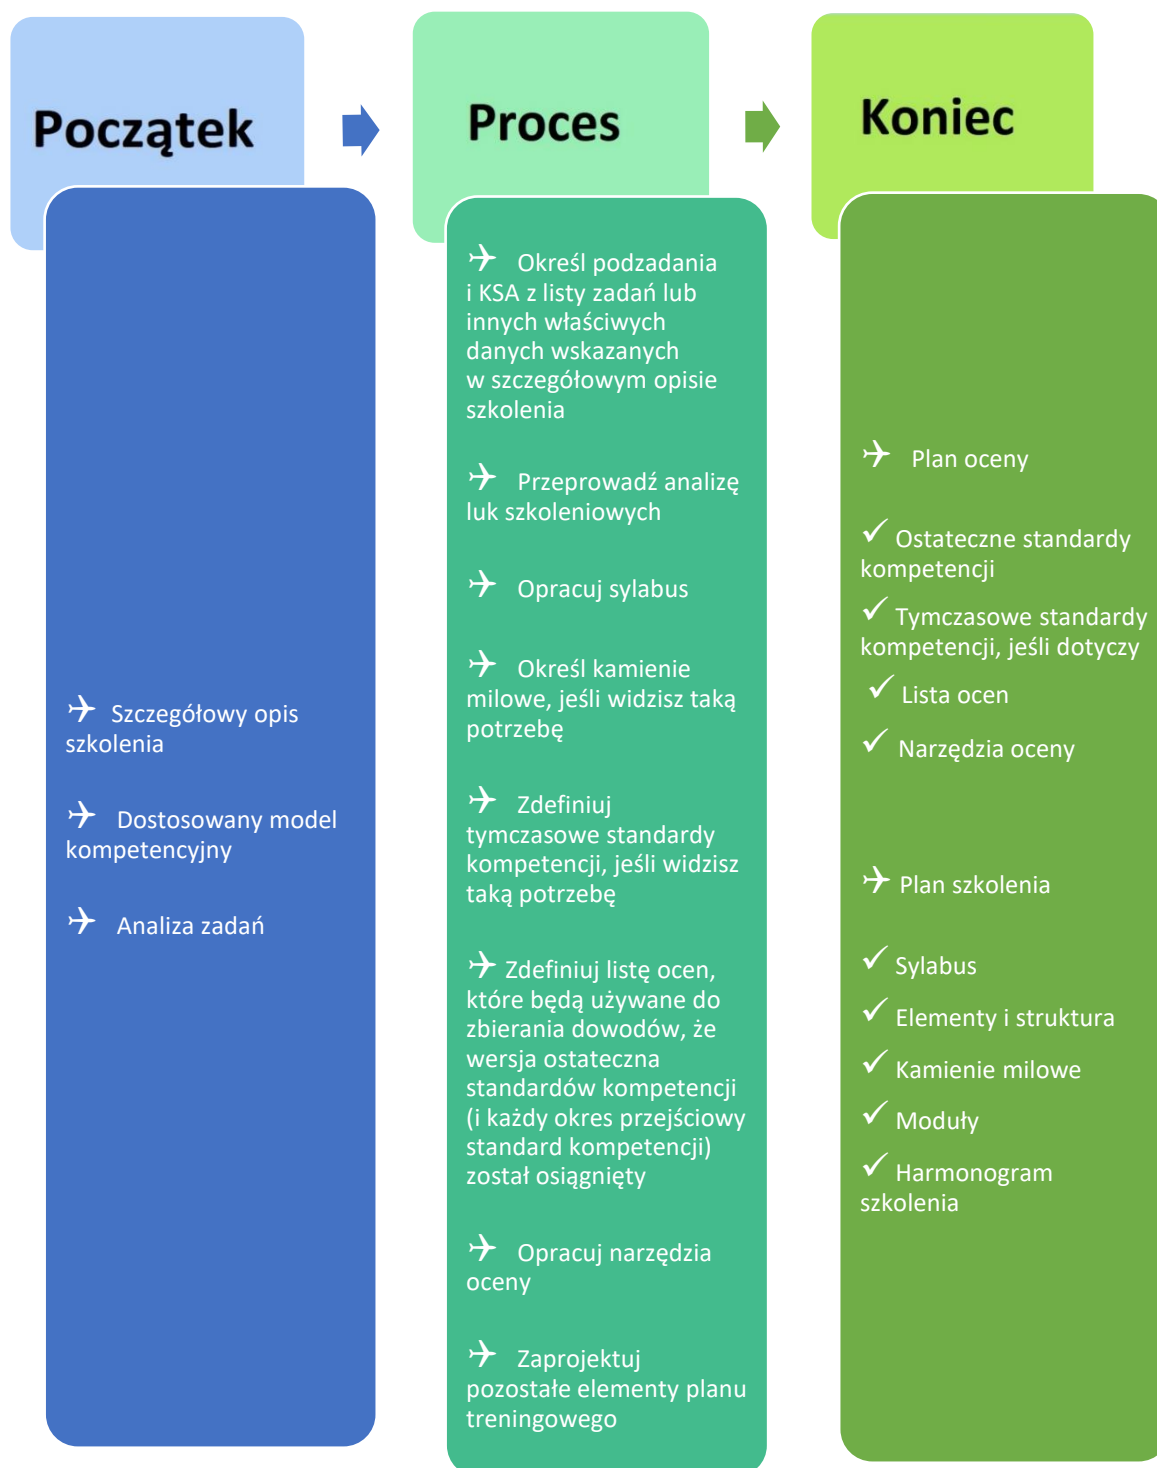 Początek
Szczegółowy opis
szkolenia
Dostosowany model
kompetencyjny
Analiza zadań
Proces
Określ podzadania
i KSA z listy zadań lub
innych właściwych
danych wskazanych
w szczegółowym opisie
szkolenia
Przeprowadź analizę
luk szkoleniowych
Opracuj sylabus
Określ kamienie
milowe, jeśli widzisz taką
potrzebę
Zdefiniuj
tymczasowe standardy
kompetencji, jeśli widzisz
taką potrzebę
Zdefiniuj listę ocen,
które będą używane do
zbierania dowodów, że
wersja ostateczna
standardów kompetencji
(i każdy okres przejściowy
standard kompetencji)
został osiągnięty
Opracuj narzędzia
oceny
Zaprojektuj
pozostałe elementy planu
treningowego
Koniec
Plan oceny
✓ Ostateczne standardy
kompetencji
✓ Tymczasowe standardy
kompetencji, jeśli dotyczy
✓ Lista ocen
✓ Narzędzia oceny
Plan szkolenia
✓ Sylabus
✓ Elementy i struktura
✓ Kamienie milowe
✓ Moduły
✓ Harmonogram
szkolenia